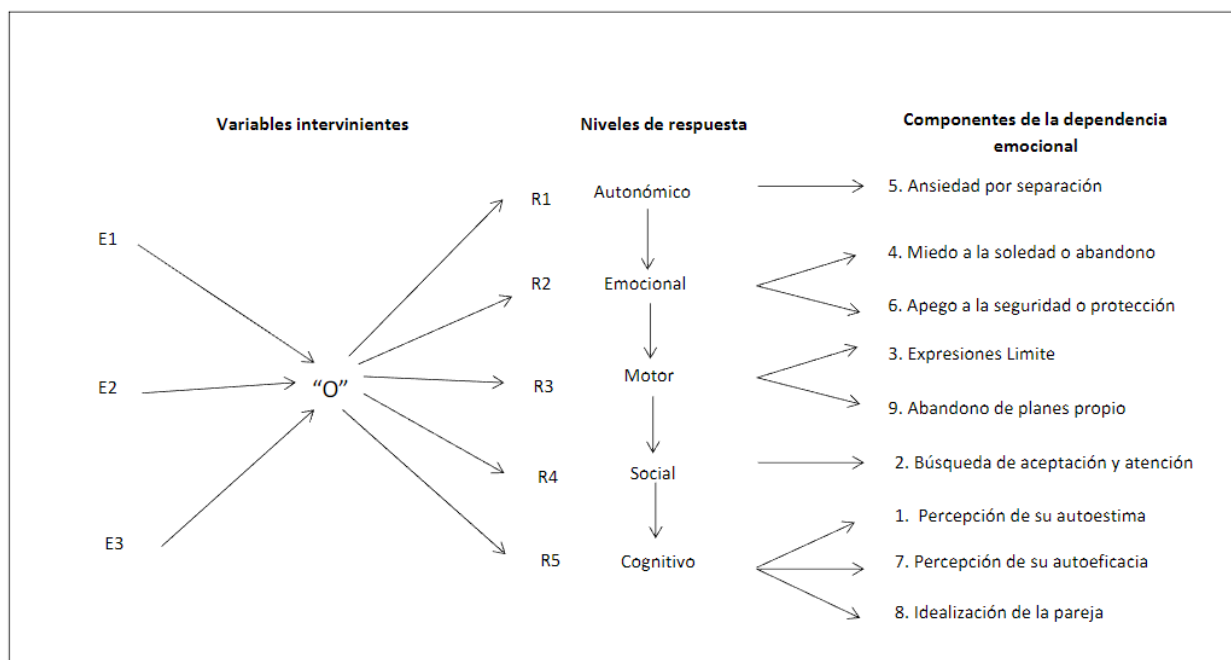 Variables intervinientes
Niveles de respuesta
Componentes de la dependencia
emocional
E1
E2
E3
“O”
R1
Autonómico
R2
Emocional
R3
Motor
R4
Social
R5
Cognitivo
5. Ansiedad por separación
4. Miedo a la soledad o abandono
6. Apego a la seguridad o protección
3. Expresiones Limite
9. Abandono de planes propio
2. Búsqueda de aceptación y atención
1. Percepción de su autoestima
7. Percepción de su autoeficacia
8. Idealización de la pareja